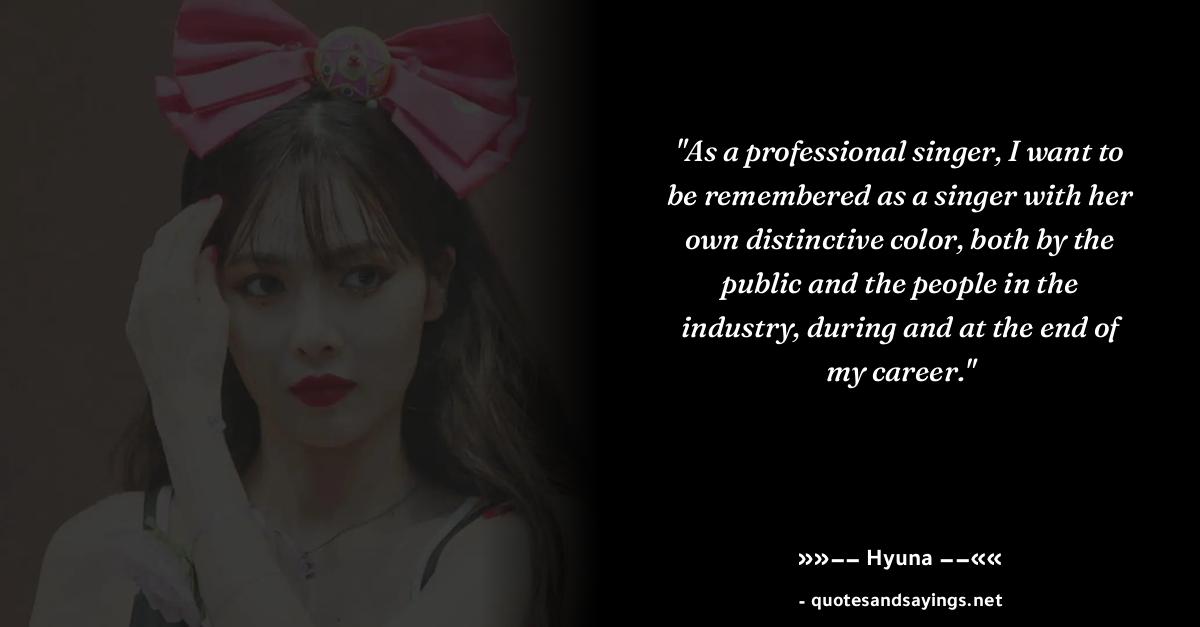 "As a professional singer, I want to
be remembered as a singer with her
own distinctive color, both by the
public and the people in the
industry, during and at the end of
my career."
»»−− Hyuna −−««
- quotesandsayings.net